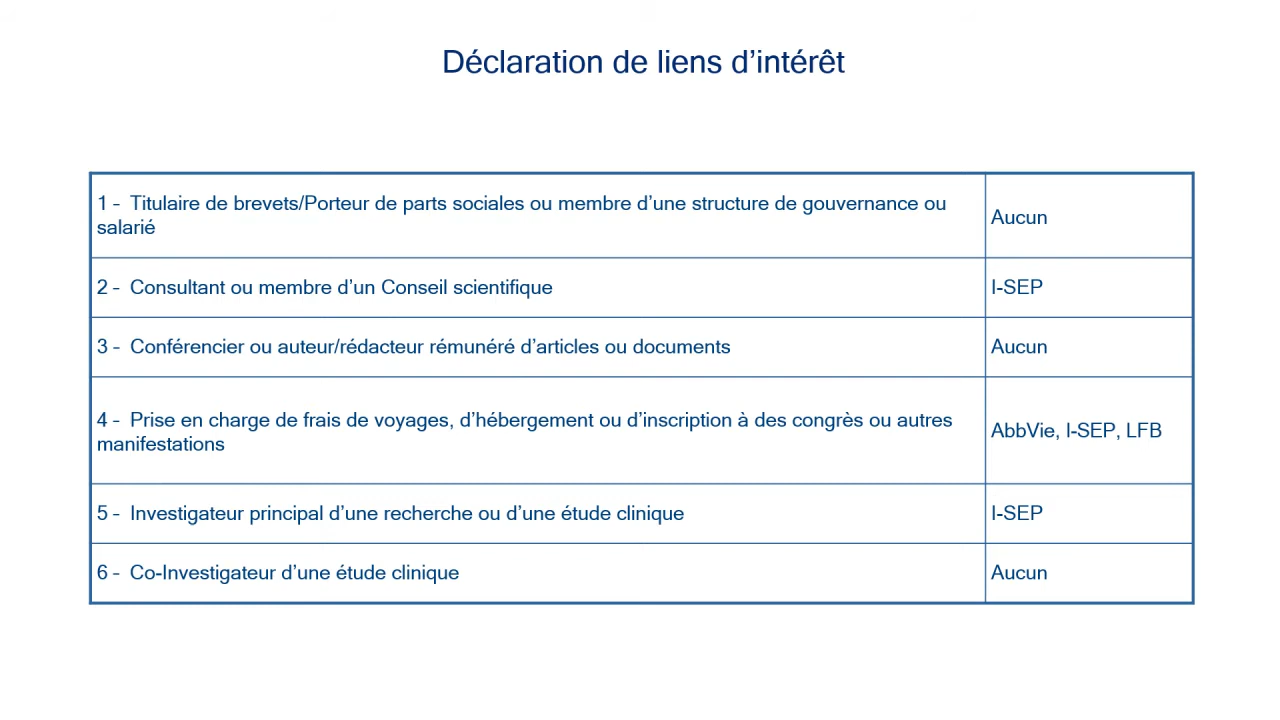 Déclaration de liens d’intérêt
1 - Titulaire de brevets/Porteur de parts sociales ou membre d’une structure de gouvernance ou
salarié
Aucun
2 - Consultant ou membre d’un Conseil scientifique
I-SEP
3 - Conférencier ou auteur/rédacteur rémunéré d’articles ou documents
Aucun
4 - Prise en charge de frais de voyages, d’hébergement ou d’inscription à des congrès ou autres
manifestations
AbbVie, I-SEP, LFB
5 - Investigateur principal d’une recherche ou d’une étude clinique
I-SEP
6 - Co-Investigateur d’une étude clinique
Aucun